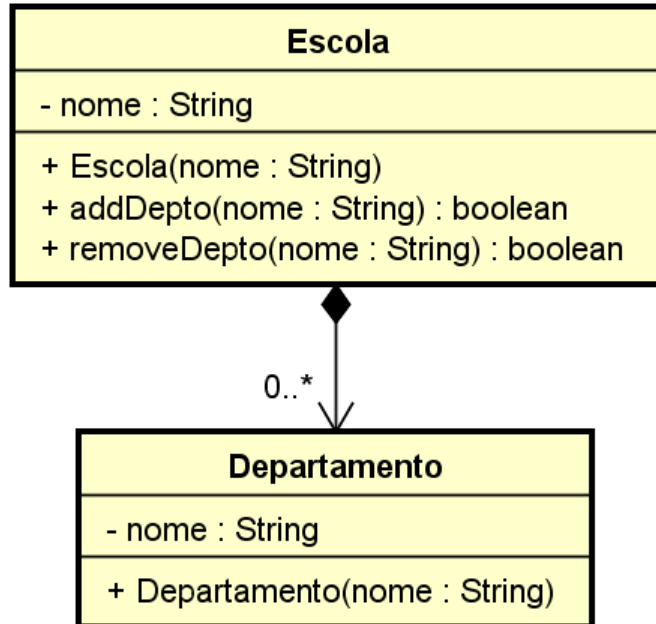 Escola
- nome : String
+ Escola(nome : String)
+ addDepto(nome : String) : boolean
+ removeDepto(nome : String) : boolean
0..*
Departamento
- nome : String
+ Departamento(nome : String)